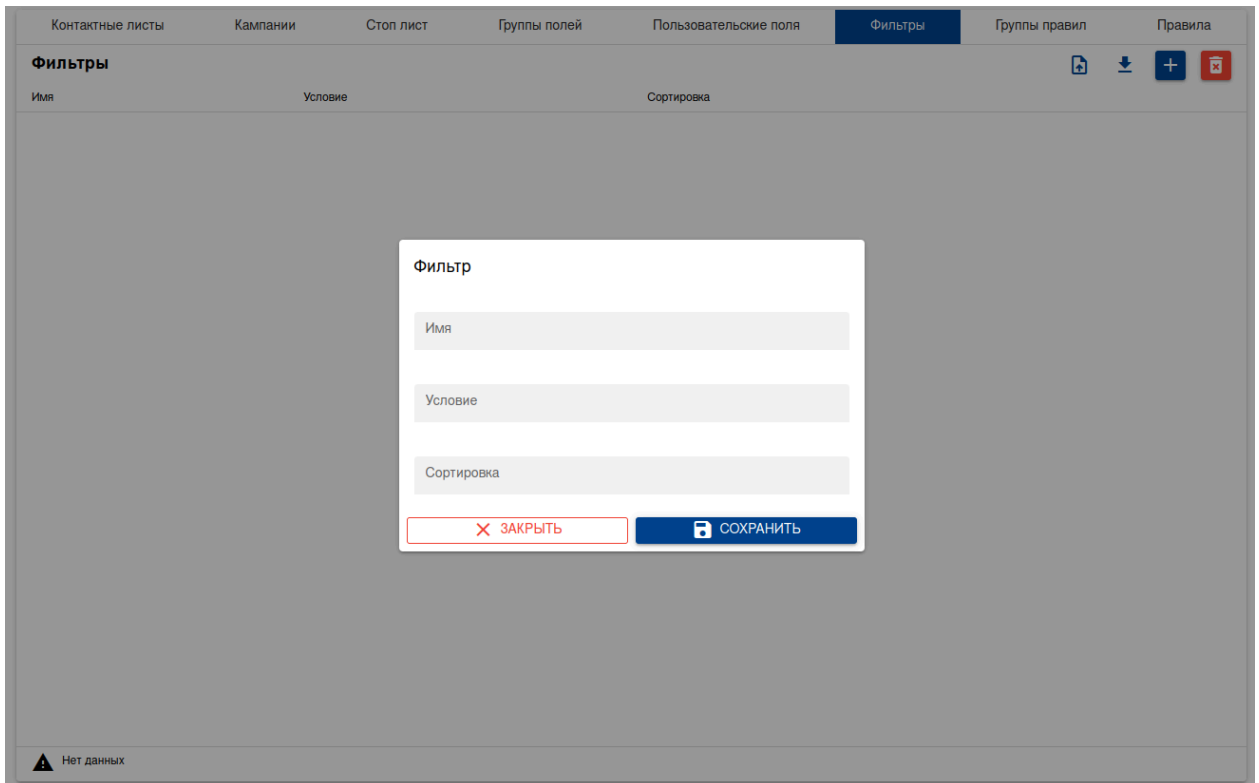 Контактные листы Кампании Стоп лист Группы полей Пользовательские поля Фильтры Группы правил Правила
Фильтры
Имя Условие Сортировка
Фильтр
Имя
Условие
Сортировка
ЗАКРЫТЬ СОХРАНИТЬ
Нет данных